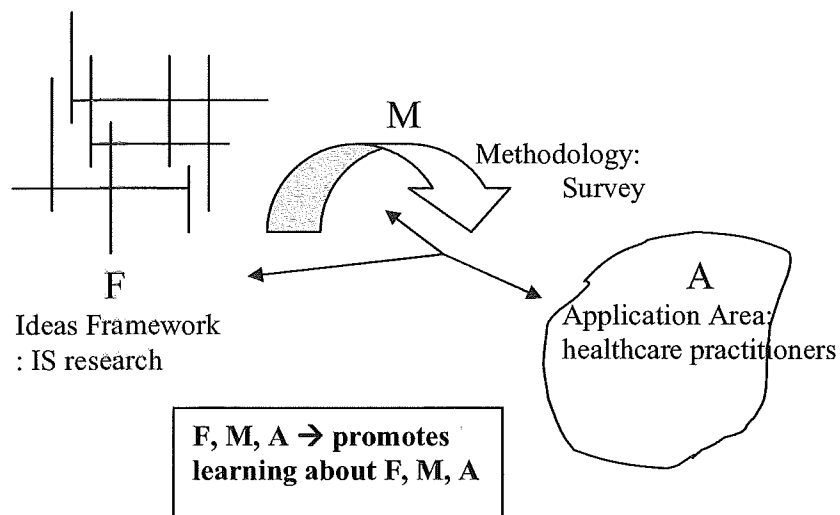 M
Methodology:
Survey
F
Ideas Framework
: IS research
A
Application Area:
healthcare practitioners
F, M, A → promotes
learning about F, M, A